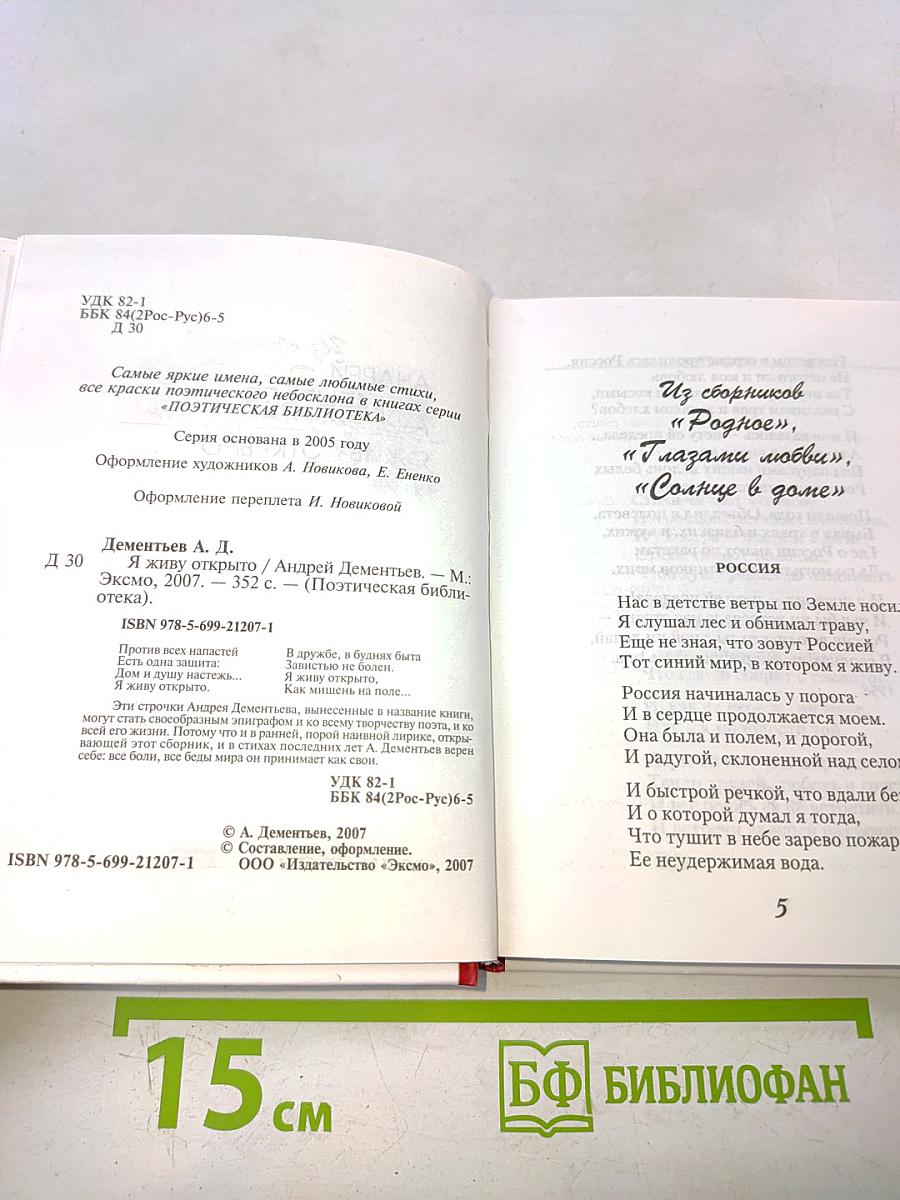 УДК 82-1
ББК 84(2Рос-Рус)6-5
Д 30
Самые яркие имена, самые любимые стихи,
все краски поэтического небосклона в книгах серии
«ПОЭТИЧЕСКАЯ БИБЛИОТЕКА»
Серия основана в 2005 году
Оформление художников А. Новикова, Е. Ененко
Оформление переплета И. Новиковой
Дементьев А. Д.
Д 30 Я живу открыто / Андрей Дементьев. — М.:
Эксмо, 2007. — 352 с. — (Поэтическая библи-
отека).
ISBN 978-5-699-21207-1
Против всех напастей
Есть одна защита:
Дом и душу настежь...
Я живу открыто.
В дружбе, в буднях быта
Завистью не болен.
Я живу открыто,
Как мишень на поле...
Эти строчки Андрея Дементьева, вынесенные в название книги,
могут стать своеобразным эпиграфом и ко всему творчеству поэта, и ко
всей его жизни. Потому что и в ранней, порой наивной лирике, откры-
вающей этот сборник, и в стихах последних лет А. Дементьев верен
себе: все боли, все беды мира он принимает как свои.
УДК 82-1
ББК 84(2Рос-Рус)6-5
© А. Дементьев, 2007
© Составление, оформление.
ISBN 978-5-699-21207-1 ООО «Издательство «Эксмо», 2007
Из сборников
«Родное»,
«Глазами любви»,
«Солнце в доме»
РОССИЯ
Нас в детстве ветры по Земле носил
Я слушал лес и обнимал траву,
Еще не зная, что зовут Россией
Тот синий мир, в котором я живу.
Россия начиналась у порога
И в сердце продолжается моем.
Она была и полем, и дорогой,
И радугой, склоненной над село
И быстрой речкой, что вдали бе
И о которой думал я тогда,
Что тушит в небе зарево пожар
Ее неудержимая вода.
5
15 см
БФ БИБЛИОФАН